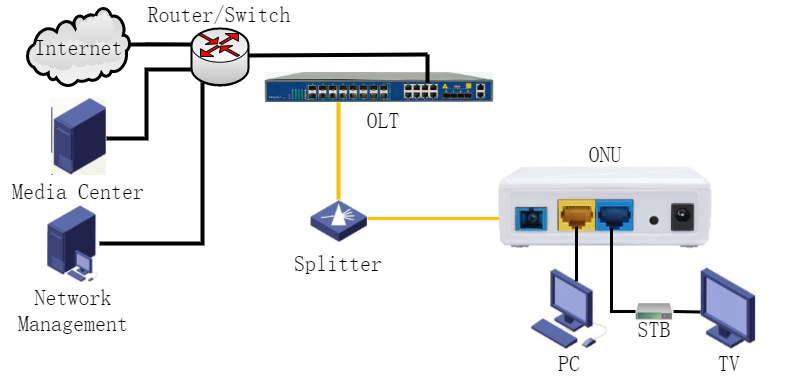 Router/Switch
Internet
OLT
ONU
Media Center
Splitter
Network
Management
STB
PC
TV